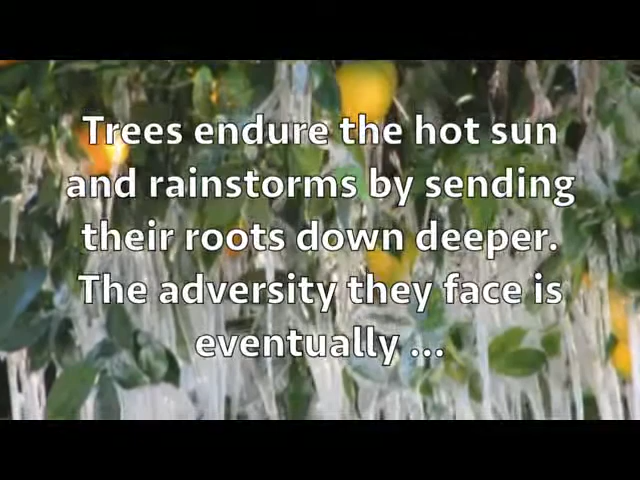 Trees endure the hot sun
and rainstorms by sending
their roots down deeper.
The adversity they face is
eventually ...